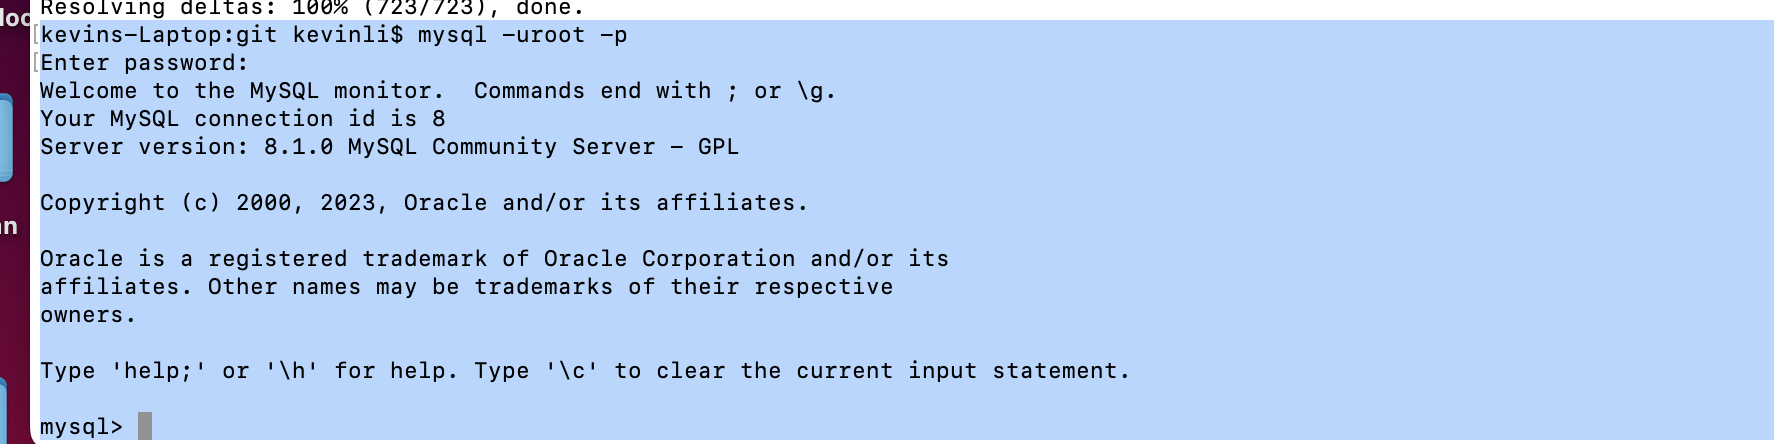 Resolving deltas: 100% (723/723), done.
kevins-Laptop:git kevinli$ mysql -uroot -p
Enter password:
Welcome to the MySQL monitor.  Commands end with ; or \g.
Your MySQL connection id is 8
Server version: 8.1.0 MySQL Community Server - GPL
Copyright (c) 2000, 2023, Oracle and/or its affiliates.
Oracle is a registered trademark of Oracle Corporation and/or its
affiliates. Other names may be trademarks of their respective
owners.
Type 'help;' or '\h' for help. Type '\c' to clear the current input statement.
mysql>